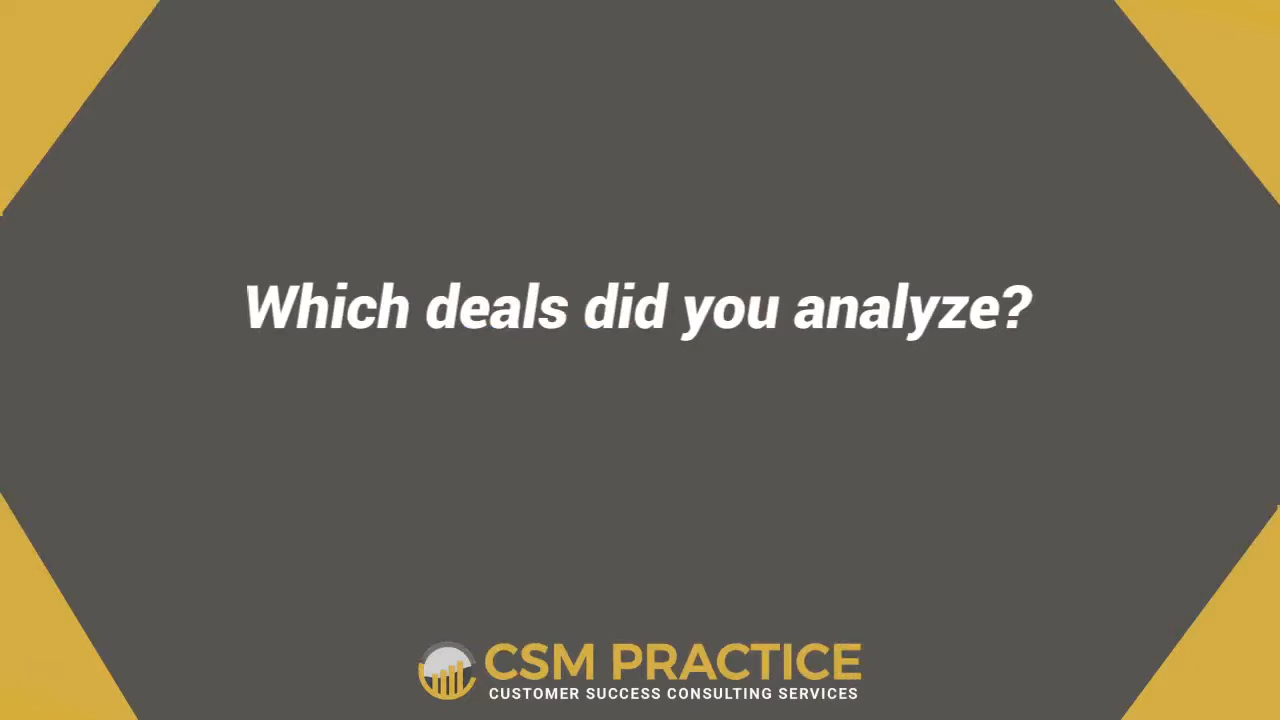 Which deals did you analyze?
CSM PRACTICE
CUSTOMER SUCCESS CONSULTING SERVICES